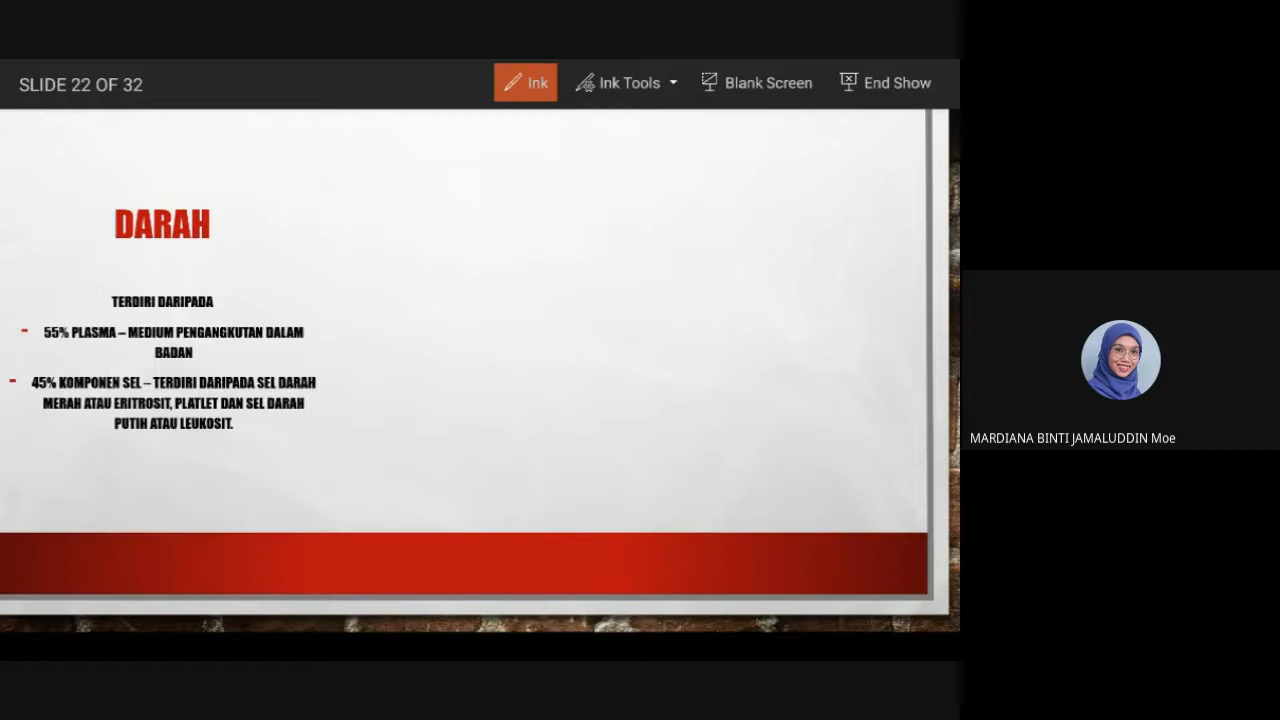 SLIDE 22 OF 32
Ink
Ink Tools
Blank Screen
End Show
DARAH
TERDIRI DARIPADA
- 55% PLASMA – MEDIUM PENGANGKUTAN DALAM
BADAN
- 45% KOMPONEN SEL – TERDIRI DARIPADA SEL DARAH
MERAH ATAU ERITROSIT, PLATLET DAN SEL DARAH
PUTIH ATAU LEUKOSIT.
MARDIANA BINTI JAMALUDDIN Moe